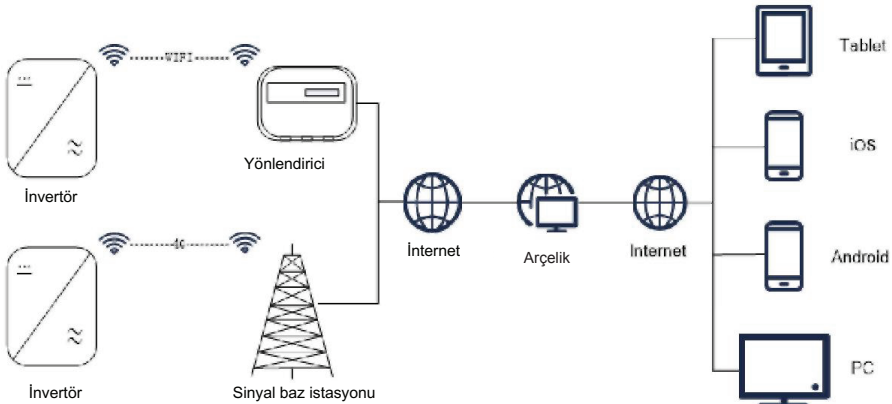 WIFI
Yönlendirici
İnvertör
4G
İnvertör
Sinyal baz istasyonu
İnternet
Arçelik
Internet
Tablet
iOS
Android
PC